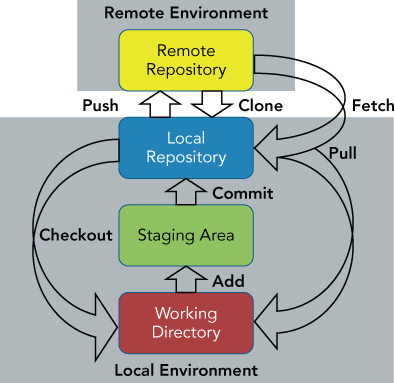 Remote Environment
Remote
Repository
Push
Clone
Fetch
Local
Repository
Pull
Commit
Checkout
Staging Area
Add
Working
Directory
Local Environment